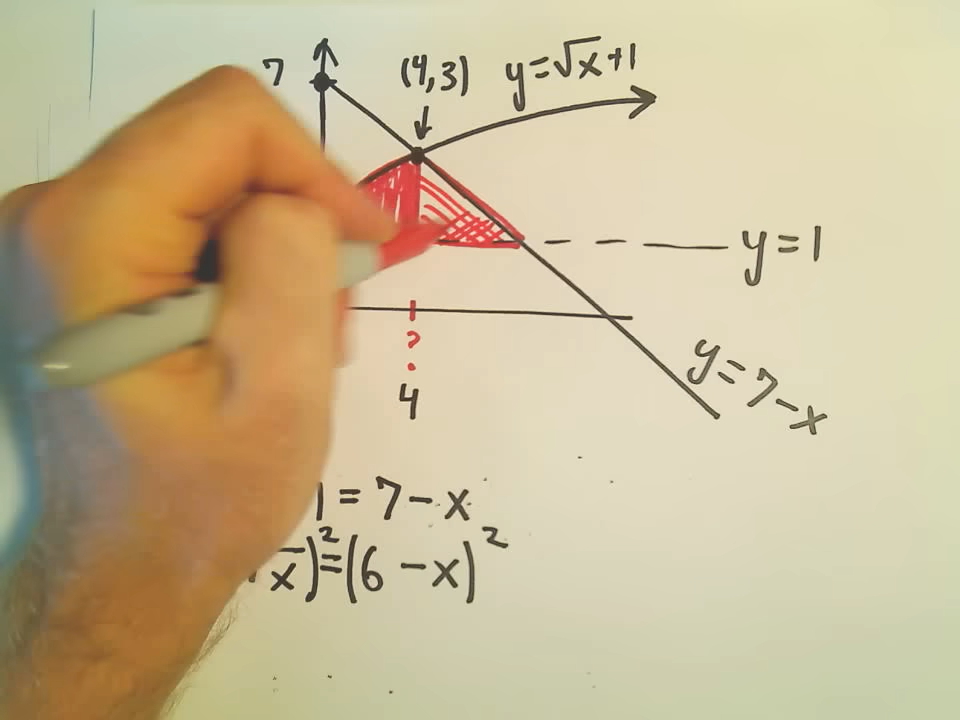 7
(4,3)
y=√x+1
y=1
?
4
y=7-x
1=7-x
x)²=(6-x)²